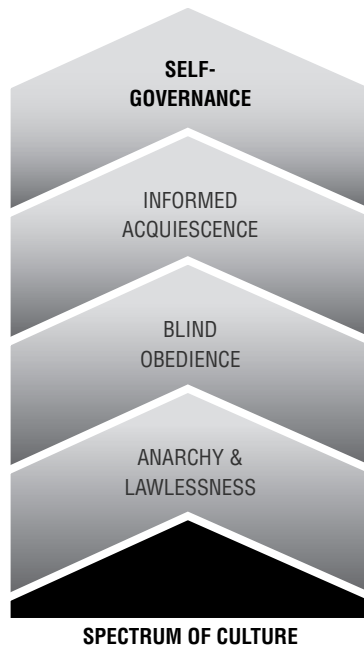 SELF-
GOVERNANCE
INFORMED
ACQUIESCENCE
BLIND
OBEDIENCE
ANARCHY &
LAWLESSNESS
SPECTRUM OF CULTURE